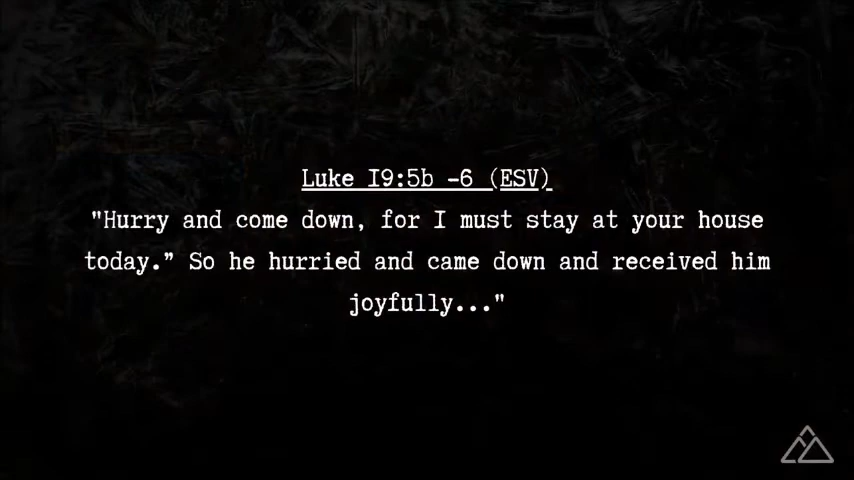 Luke 19:5b -6 (ESV)
"Hurry and come down, for I must stay at your house
today.” So he hurried and came down and received him
joyfully..."